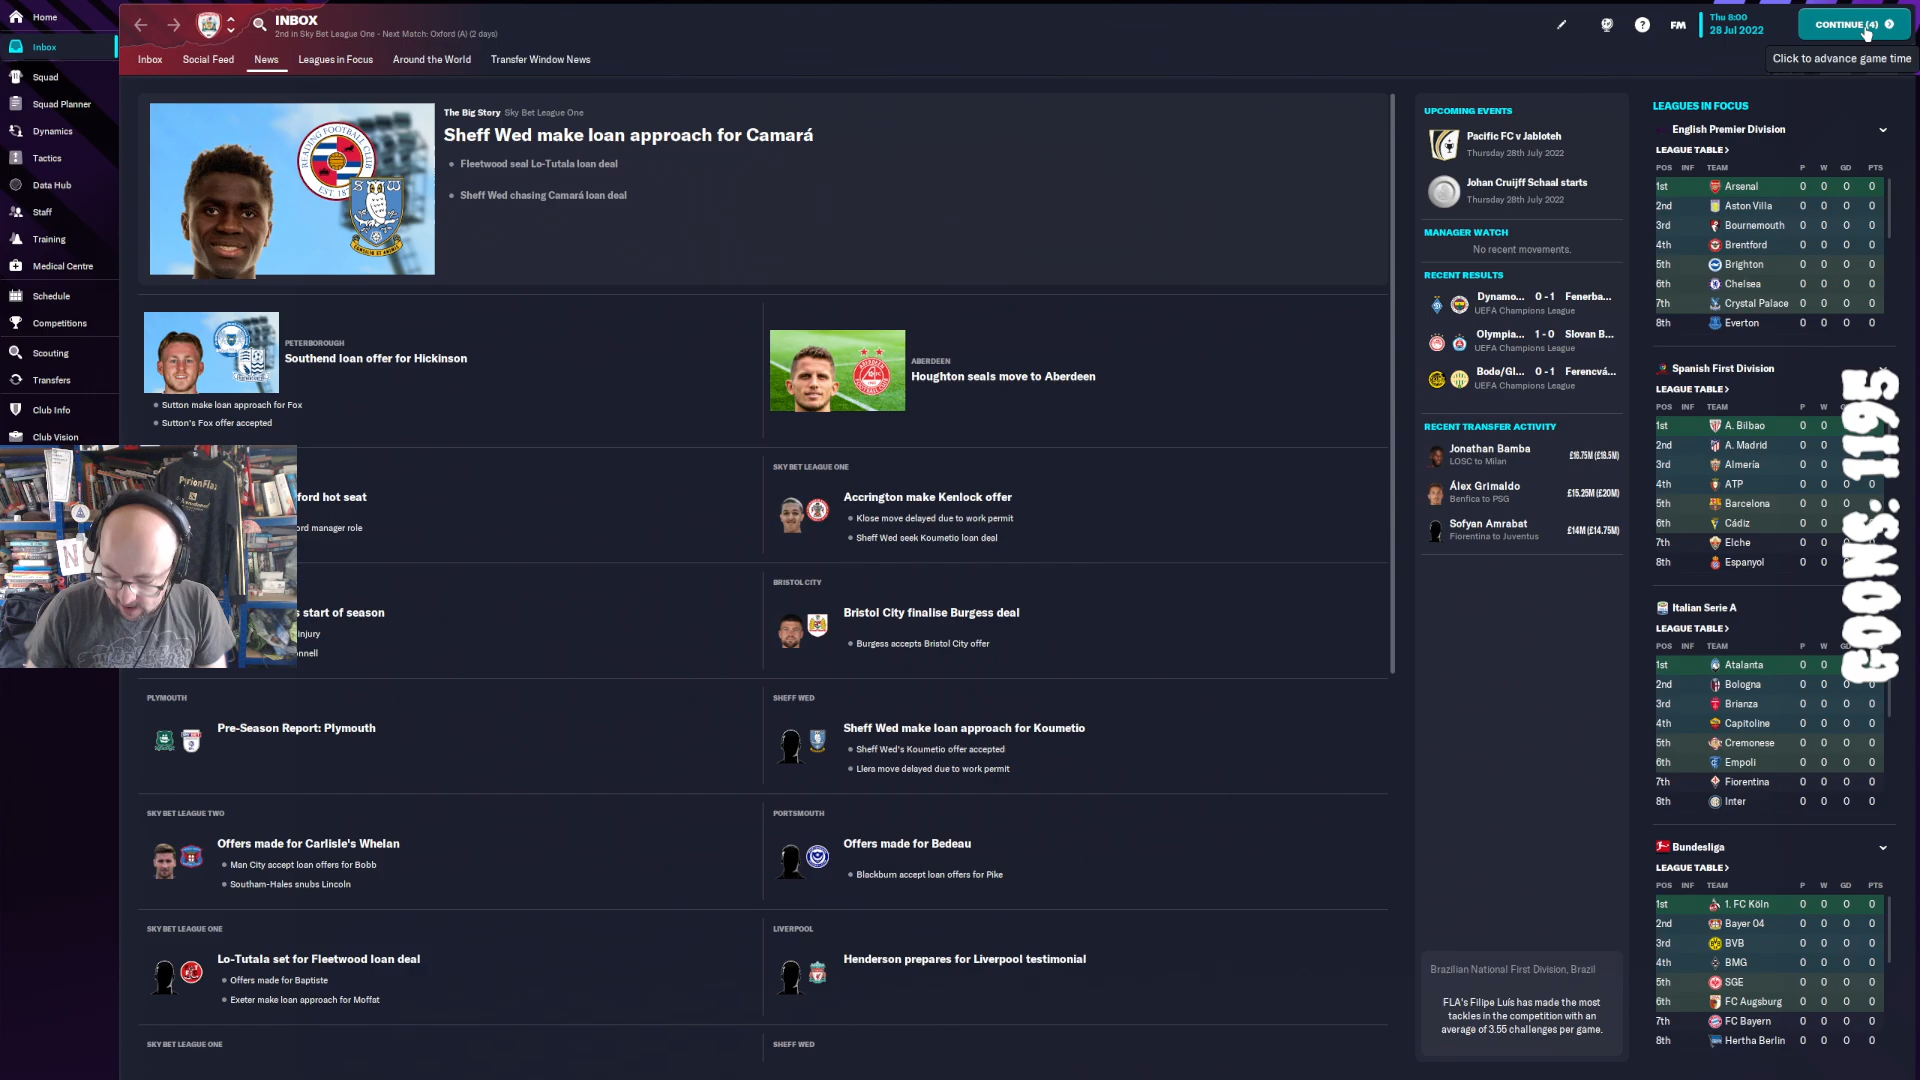 Home
Inbox
Squad
Squad Planner
Dynamics
Tactics
Data Hub
Staff
Training
Medical Centre
Schedule
Competitions
Scouting
Transfers
Club Info
Club Vision
INBOX
2nd in Sky Bet League One - Next Match: Oxford (A) (2 days)
FM
Thu 8:00
28 Jul 2022
CONTINUE (4)
Click to advance game time
Inbox Social Feed News Leagues in Focus Around the World Transfer Window News
The Big Story Sky Bet League One
Sheff Wed make loan approach for Camará
Fleetwood seal Lo-Tutala loan deal
Sheff Wed chasing Camará loan deal
PETERBOROUGH
Southend loan offer for Hickinson
Sutton make loan approach for Fox
Sutton's Fox offer accepted
ABERDEEN
Houghton seals move to Aberdeen
ford hot seat
ord manager role
SKY BET LEAGUE ONE
Accrington make Kenlock offer
Klose move delayed due to work permit
Sheff Wed seek Koumetio loan deal
s start of season
injury
nnell
BRISTOL CITY
Bristol City finalise Burgess deal
Burgess accepts Bristol City offer
PLYMOUTH
Pre-Season Report: Plymouth
SHEFF WED
Sheff Wed make loan approach for Koumetio
Sheff Wed's Koumetio offer accepted
Llera move delayed due to work permit
SKY BET LEAGUE TWO
Offers made for Carlisle's Whelan
Man City accept loan offers for Bobb
Southam-Hales snubs Lincoln
PORTSMOUTH
Offers made for Bedeau
Blackburn accept loan offers for Pike
SKY BET LEAGUE ONE
Lo-Tutala set for Fleetwood loan deal
Offers made for Baptiste
Exeter make loan approach for Moffat
LIVERPOOL
Henderson prepares for Liverpool testimonial
SKY BET LEAGUE ONE
SHEFF WED
UPCOMING EVENTS
Pacific FC v Jabloteh
Thursday 28th July 2022
Johan Cruijff Schaal starts
Thursday 28th July 2022
MANAGER WATCH
No recent movements.
RECENT RESULTS
Dynamo... 0 - 1 Fenerba...
UEFA Champions League
Olympia... 1 - 0 Slovan B...
UEFA Champions League
Bodo/Gl... 0 - 1 Ferencvá...
UEFA Champions League
RECENT TRANSFER ACTIVITY
Jonathan Bamba £16.75M (£18.5M)
LOSC to Milan
Álex Grimaldo £15.25M (£20M)
Benfica to PSG
Sofyan Amrabat £14M (£14.75M)
Fiorentina to Juventus
Brazilian National First Division, Brazil
FLA's Filipe Luís has made the most
tackles in the competition with an
average of 3.55 challenges per game.
LEAGUES IN FOCUS
English Premier Division
LEAGUE TABLE>
POS INF TEAM P W GD PTS
1st Arsenal 0 0 0 0
2nd Aston Villa 0 0 0 0
3rd Bournemouth 0 0 0 0
4th Brentford 0 0 0 0
5th Brighton 0 0 0 0
6th Chelsea 0 0 0 0
7th Crystal Palace 0 0 0 0
8th Everton 0 0 0 0
Spanish First Division
LEAGUE TABLE>
POS INF TEAM P W
1st A. Bilbao 0 0
2nd A. Madrid 0 0
3rd Almería 0 0
4th ATP 0 0
5th Barcelona 0 0
6th Cádiz 0 0
7th Elche 0 0
8th Espanyol 0 0
Italian Serie A
LEAGUE TABLE>
POS INF TEAM P W
1st Atalanta 0 0
2nd Bologna 0 0 0 0
3rd Brianza 0 0 0 0
4th Capitoline 0 0 0 0
5th Cremonese 0 0 0 0
6th Empoli 0 0 0 0
7th Fiorentina 0 0 0 0
8th Inter 0 0 0 0
Bundesliga
LEAGUE TABLE>
POS INF TEAM P W GD PTS
1st 1. FC Köln 0 0 0 0
2nd Bayer 04 0 0 0 0
3rd BVB 0 0 0 0
4th BMG 0 0 0 0
5th SGE 0 0 0 0
6th FC Augsburg 0 0 0 0
7th FC Bayern 0 0 0 0
8th Hertha Berlin 0 0 0 0
GOONS: 1195
PyrionFlax
N